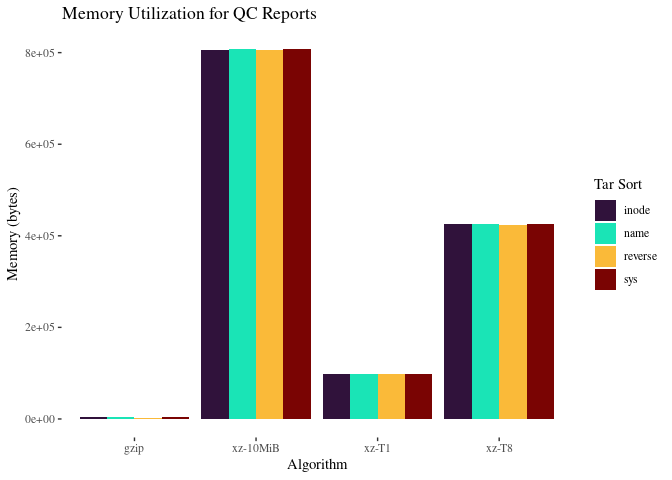 Memory Utilization for QC Reports
8e+05
6e+05
4e+05
2e+05
0e+00
Memory (bytes)
gzip
xz-10MiB
xz-T1
xz-T8
Algorithm
Tar Sort
inode
name
reverse
sys